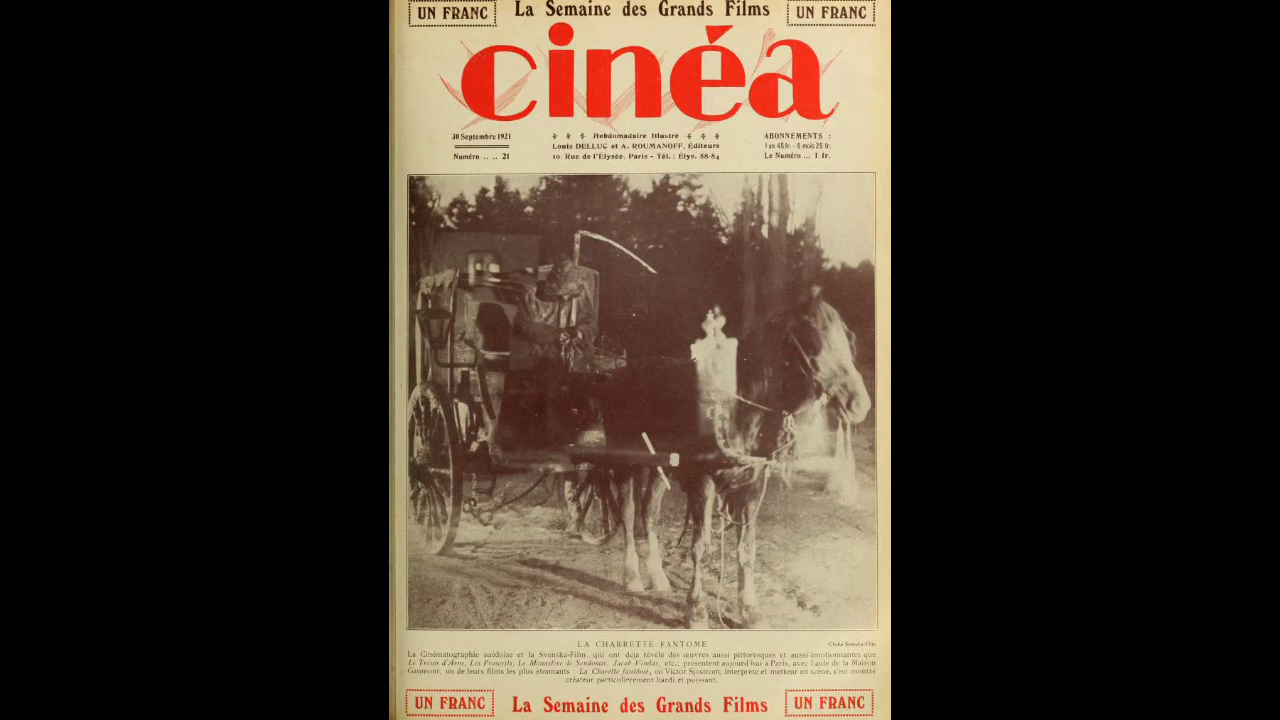 UN FRANC
La Semaine des Grands Films
UN FRANC
cinéa
30 Septembre 1921
Numéro .. .. 21
Hebdomadaire Illustré
Louis DELLUC et A. ROUMANOFF, Éditeurs
10, Rue de l'Élysée, Paris - Tél. : Élys. 58-84
ABONNEMENTS :
1 an 45 fr. - 6 mois 25 fr.
Le Numéro ... 1 fr.
LA CHARRETTE FANTOME
Cliché Svenska-Film
La Cinématographie suédoise et la Svenska-Film, qui ont déjà révélé des œuvres aussi pittoresques et aussi émotionnantes que
Le Trésor d'Arne, Les Proscrits, Le Monastère de Sendomir, Jacob Vindas, etc., présentent aujourd'hui à Paris, avec l'aide de la Maison
Gaumont, un de leurs films les plus étonnants : La Charette fantôme, où Victor Sjostrom, interprète et metteur en scène, s'est montré
créateur particulièrement hardi et puissant.
UN FRANC
La Semaine des Grands Films
UN FRANC